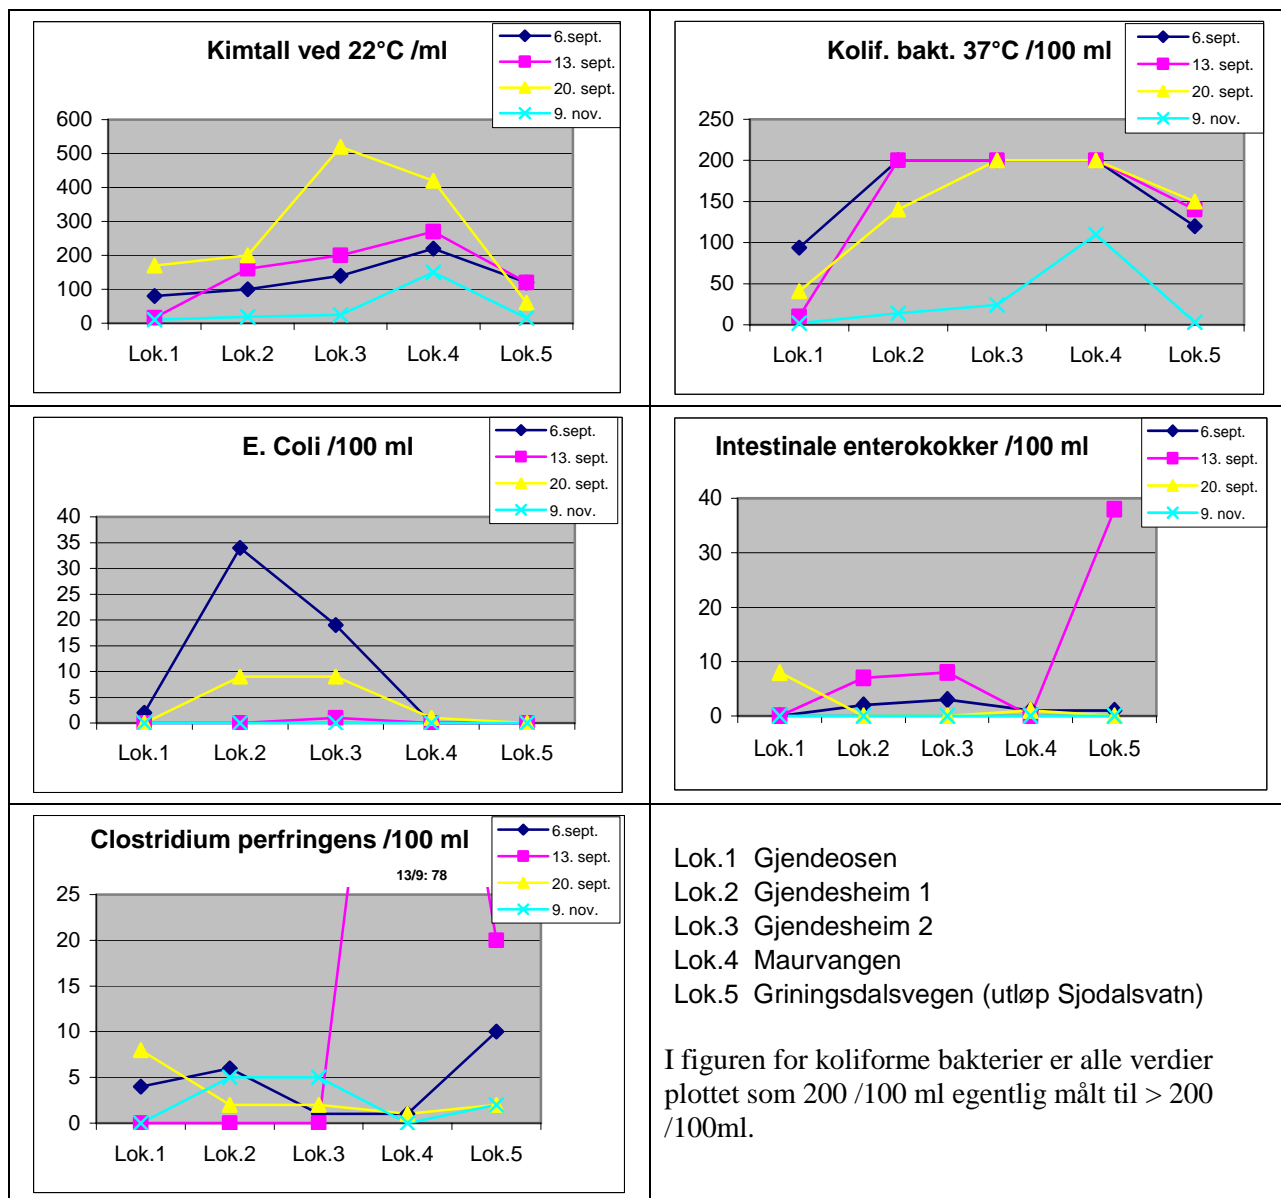 Kimtall ved 22°C /ml
6.sept.
13. sept.
20. sept.
9. nov.
600
500
400
300
200
100
0
Lok.1 Lok.2 Lok.3 Lok.4 Lok.5
Kolif. bakt. 37°C /100 ml
6.sept.
13. sept.
20. sept.
9. nov.
250
200
150
100
50
0
Lok.1 Lok.2 Lok.3 Lok.4 Lok.5
E. Coli /100 ml
6.sept.
13. sept.
20. sept.
9. nov.
40
35
30
25
20
15
10
5
0
Lok.1 Lok.2 Lok.3 Lok.4 Lok.5
Intestinale enterokokker /100 ml
6.sept.
13. sept.
20. sept.
9. nov.
40
30
20
10
0
Lok.1 Lok.2 Lok.3 Lok.4 Lok.5
Clostridium perfringens /100 ml
6.sept.
13. sept.
20. sept.
9. nov.
13/9: 78
25
20
15
10
5
0
Lok.1 Lok.2 Lok.3 Lok.4 Lok.5
Lok.1 Gjendeosen
Lok.2 Gjendesheim 1
Lok.3 Gjendesheim 2
Lok.4 Maurvangen
Lok.5 Griningsdalsvegen (utløp Sjodalsvatn)
I figuren for koliforme bakterier er alle verdier
plottet som 200 /100 ml egentlig målt til > 200
/100ml.